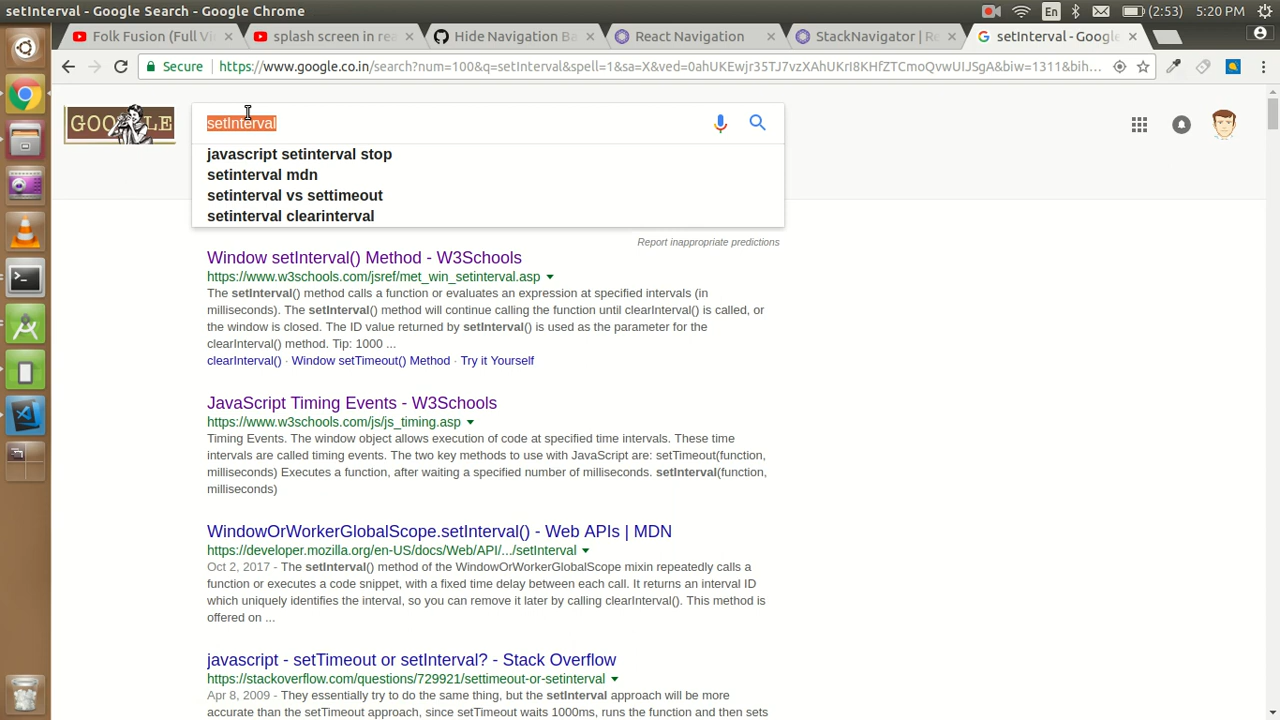 setInterval - Google Search - Google Chrome
En
(2:53)
5:20 PM
Folk Fusion (Full Vi
splash screen in rea
Hide Navigation Ba
React Navigation
StackNavigator | Re
setInterval - Google
Secure
https://www.google.co.in/search?num=100&q=setInterval&spell=1&sa=X&ved=0ahUKEwjr35TJ7vzXAhUKrI8KHfZTCmoQvwUIJSgA&biw=1311&bih...
GOOGLE
setInterval
javascript setinterval stop
setinterval mdn
setinterval vs settimeout
setinterval clearinterval
Report inappropriate predictions
Window setInterval() Method - W3Schools
https://www.w3schools.com/jsref/met_win_setinterval.asp
The setInterval() method calls a function or evaluates an expression at specified intervals (in
milliseconds). The setInterval() method will continue calling the function until clearInterval() is called, or
the window is closed. The ID value returned by setInterval() is used as the parameter for the
clearInterval() method. Tip: 1000 ...
clearInterval() · Window setTimeout() Method · Try it Yourself
JavaScript Timing Events - W3Schools
https://www.w3schools.com/js/js_timing.asp
Timing Events. The window object allows execution of code at specified time intervals. These time
intervals are called timing events. The two key methods to use with JavaScript are: setTimeout(function,
milliseconds) Executes a function, after waiting a specified number of milliseconds. setInterval(function,
milliseconds)
WindowOrWorkerGlobalScope.setInterval() - Web APIs | MDN
https://developer.mozilla.org/en-US/docs/Web/API/.../setInterval
Oct 2, 2017 - The setInterval() method of the WindowOrWorkerGlobalScope mixin repeatedly calls a
function or executes a code snippet, with a fixed time delay between each call. It returns an interval ID
which uniquely identifies the interval, so you can remove it later by calling clearInterval(). This method is
offered on ...
javascript - setTimeout or setInterval? - Stack Overflow
https://stackoverflow.com/questions/729921/settimeout-or-setinterval
Apr 8, 2009 - They essentially try to do the same thing, but the setInterval approach will be more
accurate than the setTimeout approach, since setTimeout waits 1000ms, runs the function and then sets